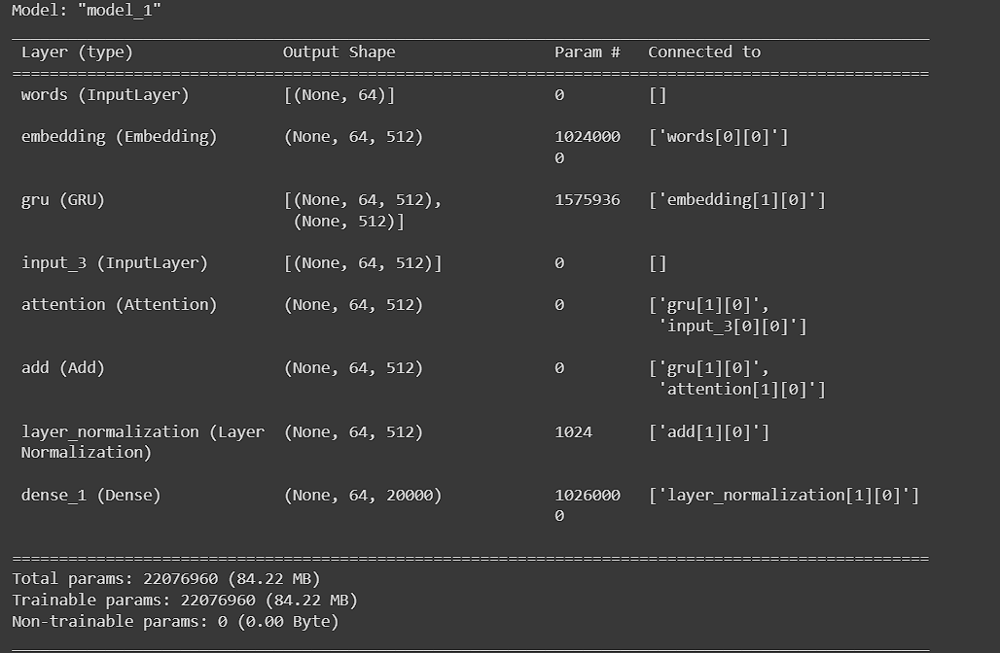 Model: "model_1"
Layer (type) Output Shape Param # Connected to
words (InputLayer) [(None, 64)] 0 []
embedding (Embedding) (None, 64, 512) 1024000 ['words[0][0]']
0
gru (GRU) [(None, 64, 512), 1575936 ['embedding[1][0]']
(None, 512)]
input_3 (InputLayer) [(None, 64, 512)] 0 []
attention (Attention) (None, 64, 512) 0 ['gru[1][0]',
'input_3[0][0]']
add (Add) (None, 64, 512) 0 ['gru[1][0]',
'attention[1][0]']
layer_normalization (Layer (None, 64, 512) 1024 ['add[1][0]']
Normalization)
dense_1 (Dense) (None, 64, 20000) 1026000 ['layer_normalization[1][0]']
0
Total params: 22076960 (84.22 MB)
Trainable params: 22076960 (84.22 MB)
Non-trainable params: 0 (0.00 Byte)